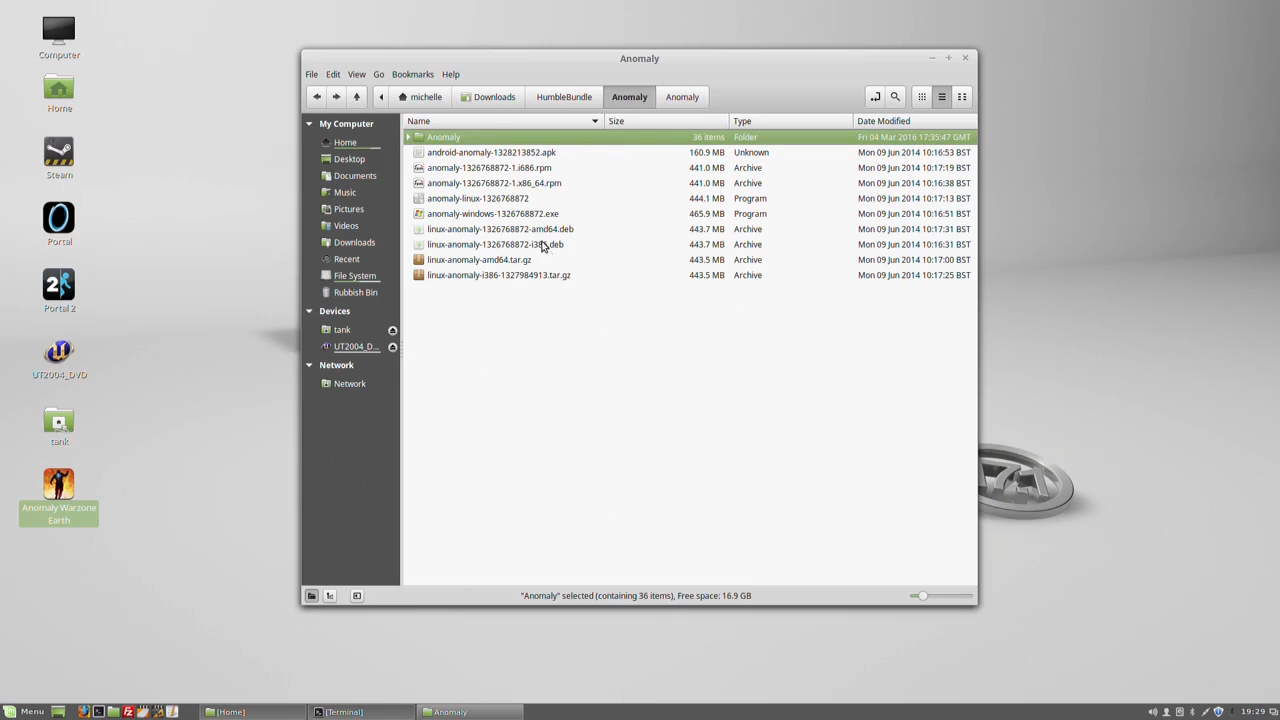 Computer
Home
Steam
Portal
Portal 2
UT2004_DVD
tank
Anomaly Warzone
Earth
Anomaly
File Edit View Go Bookmarks Help
michelle Downloads HumbleBundle Anomaly Anomaly
My Computer
Home
Desktop
Documents
Music
Pictures
Videos
Downloads
Recent
File System
Rubbish Bin
Devices
tank
UT2004_D...
Network
Network
Name Size Type Date Modified
Anomaly 36 items Folder Fri 04 Mar 2016 17:35:47 GMT
android-anomaly-1328213852.apk 160.9 MB Unknown Mon 09 Jun 2014 10:16:53 BST
anomaly-1326768872-1.i686.rpm 441.0 MB Archive Mon 09 Jun 2014 10:17:19 BST
anomaly-1326768872-1.x86_64.rpm 441.0 MB Archive Mon 09 Jun 2014 10:16:38 BST
anomaly-linux-1326768872 444.1 MB Program Mon 09 Jun 2014 10:17:13 BST
anomaly-windows-1326768872.exe 465.9 MB Program Mon 09 Jun 2014 10:16:51 BST
linux-anomaly-1326768872-amd64.deb 443.7 MB Archive Mon 09 Jun 2014 10:17:31 BST
linux-anomaly-1326768872-i386.deb 443.7 MB Archive Mon 09 Jun 2014 10:16:31 BST
linux-anomaly-amd64.tar.gz 443.5 MB Archive Mon 09 Jun 2014 10:17:00 BST
linux-anomaly-i386-1327984913.tar.gz 443.5 MB Archive Mon 09 Jun 2014 10:17:25 BST
"Anomaly" selected (containing 36 items), Free space: 16.9 GB
17.1
Menu [Home] [Terminal] Anomaly 19:29